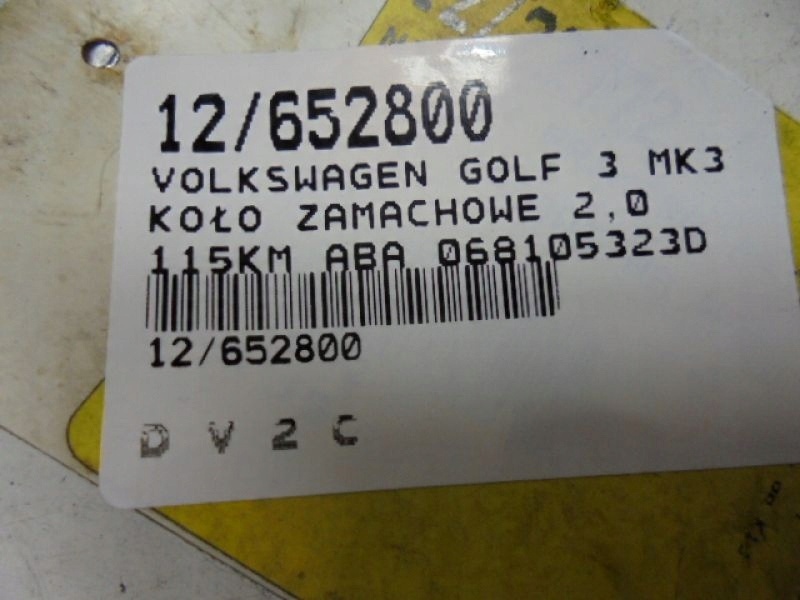 12/652800
VOLKSWAGEN GOLF 3 MK3
KOŁO ZAMACHOWE 2,0
115KM ABA 068105323D
12/652800
D V 2 C